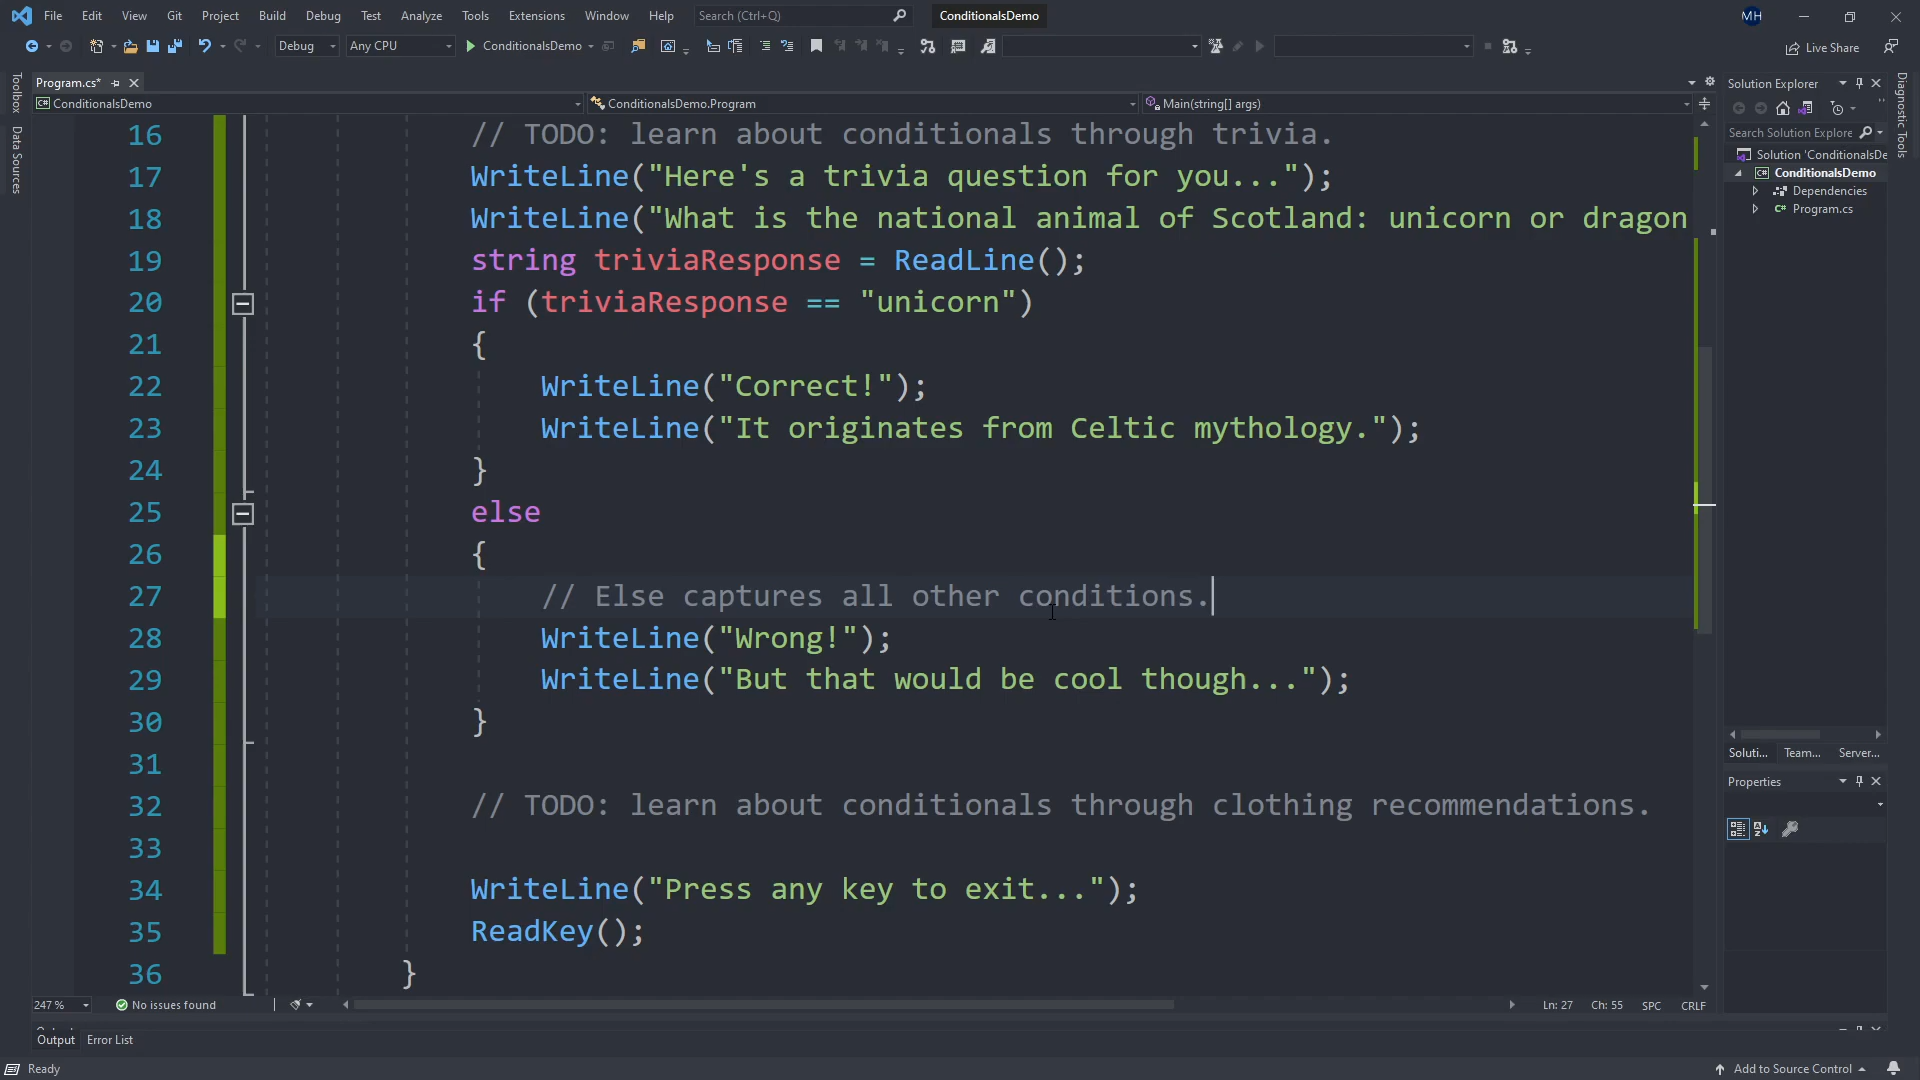 File Edit View Git Project Build Debug Test Analyze Tools Extensions Window Help Search (Ctrl+Q) ConditionalsDemo MH
Debug Any CPU ConditionalsDemo Live Share
Toolbox
Data Sources
Program.cs*
ConditionalsDemo ConditionalsDemo.Program Main(string[] args)
16 // TODO: learn about conditionals through trivia.
17 WriteLine("Here's a trivia question for you...");
18 WriteLine("What is the national animal of Scotland: unicorn or dragon
19 string triviaResponse = ReadLine();
20 if (triviaResponse == "unicorn")
21 {
22 WriteLine("Correct!");
23 WriteLine("It originates from Celtic mythology.");
24 }
25 else
26 {
27 // Else captures all other conditions.
28 WriteLine("Wrong!");
29 WriteLine("But that would be cool though...");
30 }
31
32 // TODO: learn about conditionals through clothing recommendations.
33
34 WriteLine("Press any key to exit...");
35 ReadKey();
36 }
247 % No issues found Ln: 27 Ch: 55 SPC CRLF
Solution Explorer
Search Solution Explore
Solution 'ConditionalsDe
ConditionalsDemo
Dependencies
C# Program.cs
Soluti... Team... Server...
Properties
Diagnostic Tools
Output Error List
Ready Add to Source Control